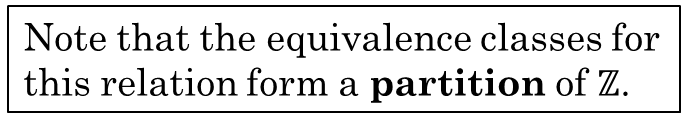 Note that the equivalence classes for
this relation form a partition of ℤ.